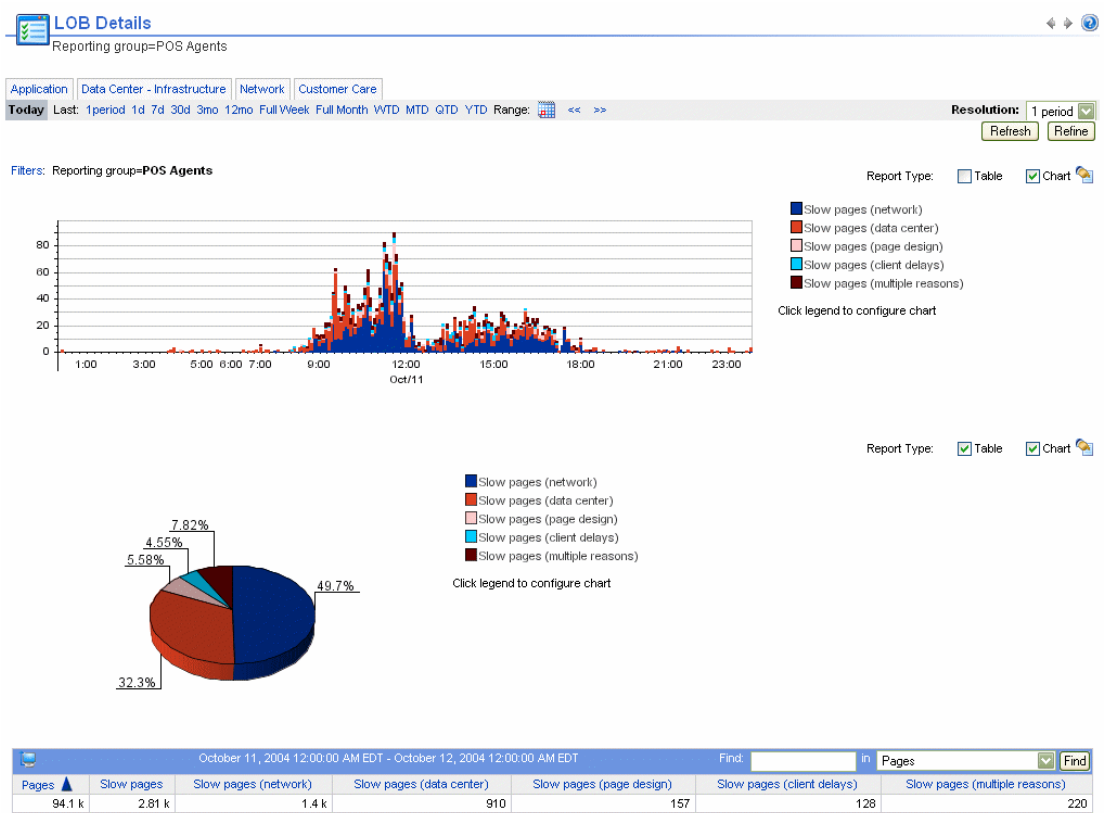 LOB Details
Reporting group=POS Agents
Application Data Center - Infrastructure Network Customer Care
Today Last: 1period 1d 7d 30d 3mo 12mo Full Week Full Month WTD MTD QTD YTD Range: << >> Resolution: 1 period
Refresh Refine
Filters: Reporting group=POS Agents
Report Type: Table Chart
Slow pages (network)
Slow pages (data center)
Slow pages (page design)
Slow pages (client delays)
Slow pages (multiple reasons)
Click legend to configure chart
80
60
40
20
0
1:00 3:00 5:00 6:00 7:00 9:00 12:00 15:00 18:00 21:00 23:00
Oct/11
Report Type: Table Chart
Slow pages (network)
Slow pages (data center)
Slow pages (page design)
Slow pages (client delays)
Slow pages (multiple reasons)
Click legend to configure chart
7.82%
4.55%
5.58%
49.7%
32.3%
October 11, 2004 12:00:00 AM EDT - October 12, 2004 12:00:00 AM EDT Find: in Pages Find
Pages Slow pages Slow pages (network) Slow pages (data center) Slow pages (page design) Slow pages (client delays) Slow pages (multiple reasons)
94.1 k 2.81 k 1.4 k 910 157 128 220